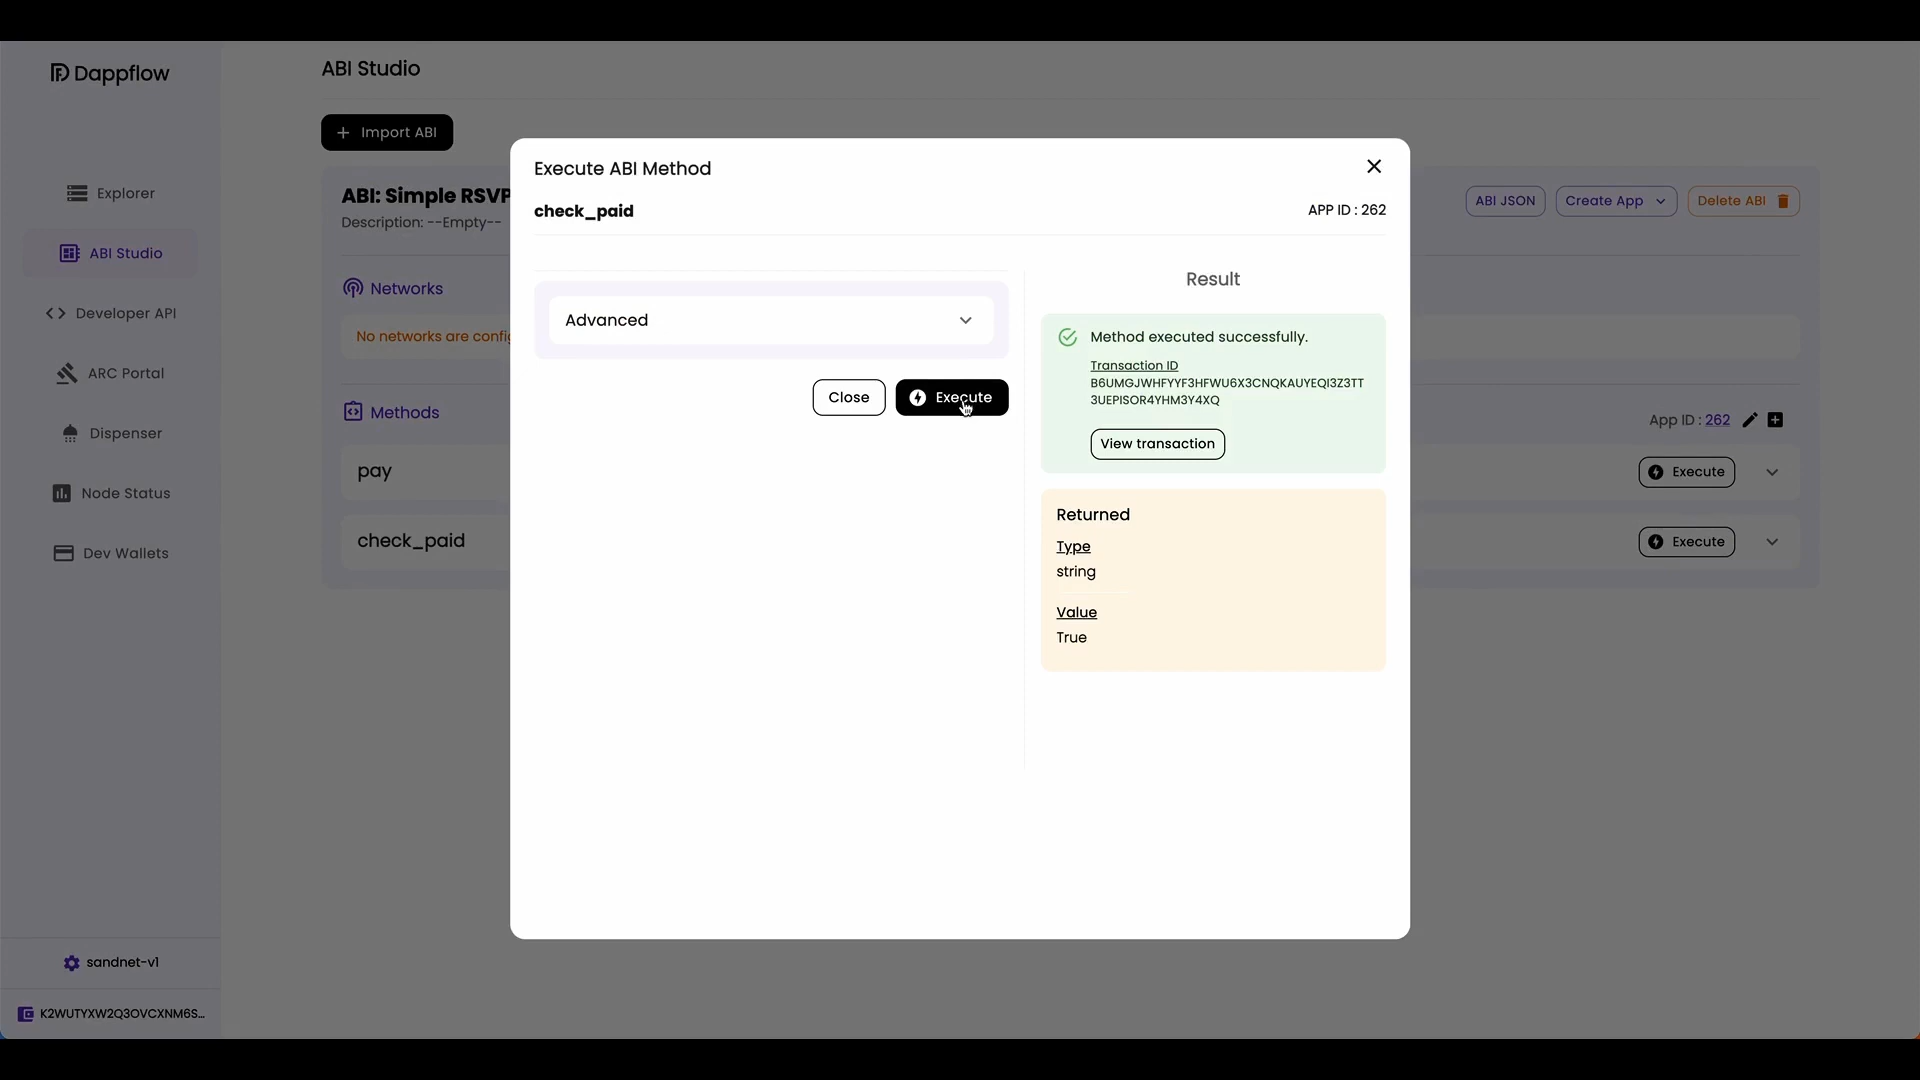 Dappflow
Explorer
ABI Studio
Developer API
ARC Portal
Dispenser
Node Status
Dev Wallets
sandnet-v1
K2WUTYXW2Q3OVCXNM6S...
ABI Studio
Import ABI
ABI: Simple RSVP
Description: --Empty--
ABI JSON
Create App
Delete ABI
Networks
No networks are config
Methods
App ID : 262
pay
Execute
check_paid
Execute
Execute ABI Method
check_paid
APP ID : 262
Advanced
Close
Execute
Result
Method executed successfully.
Transaction ID
B6UMGJWHFYYF3HFWU6X3CNQKAUYEQI3Z3TT
3UEPISOR4YHM3Y4XQ
View transaction
Returned
Type
string
Value
True